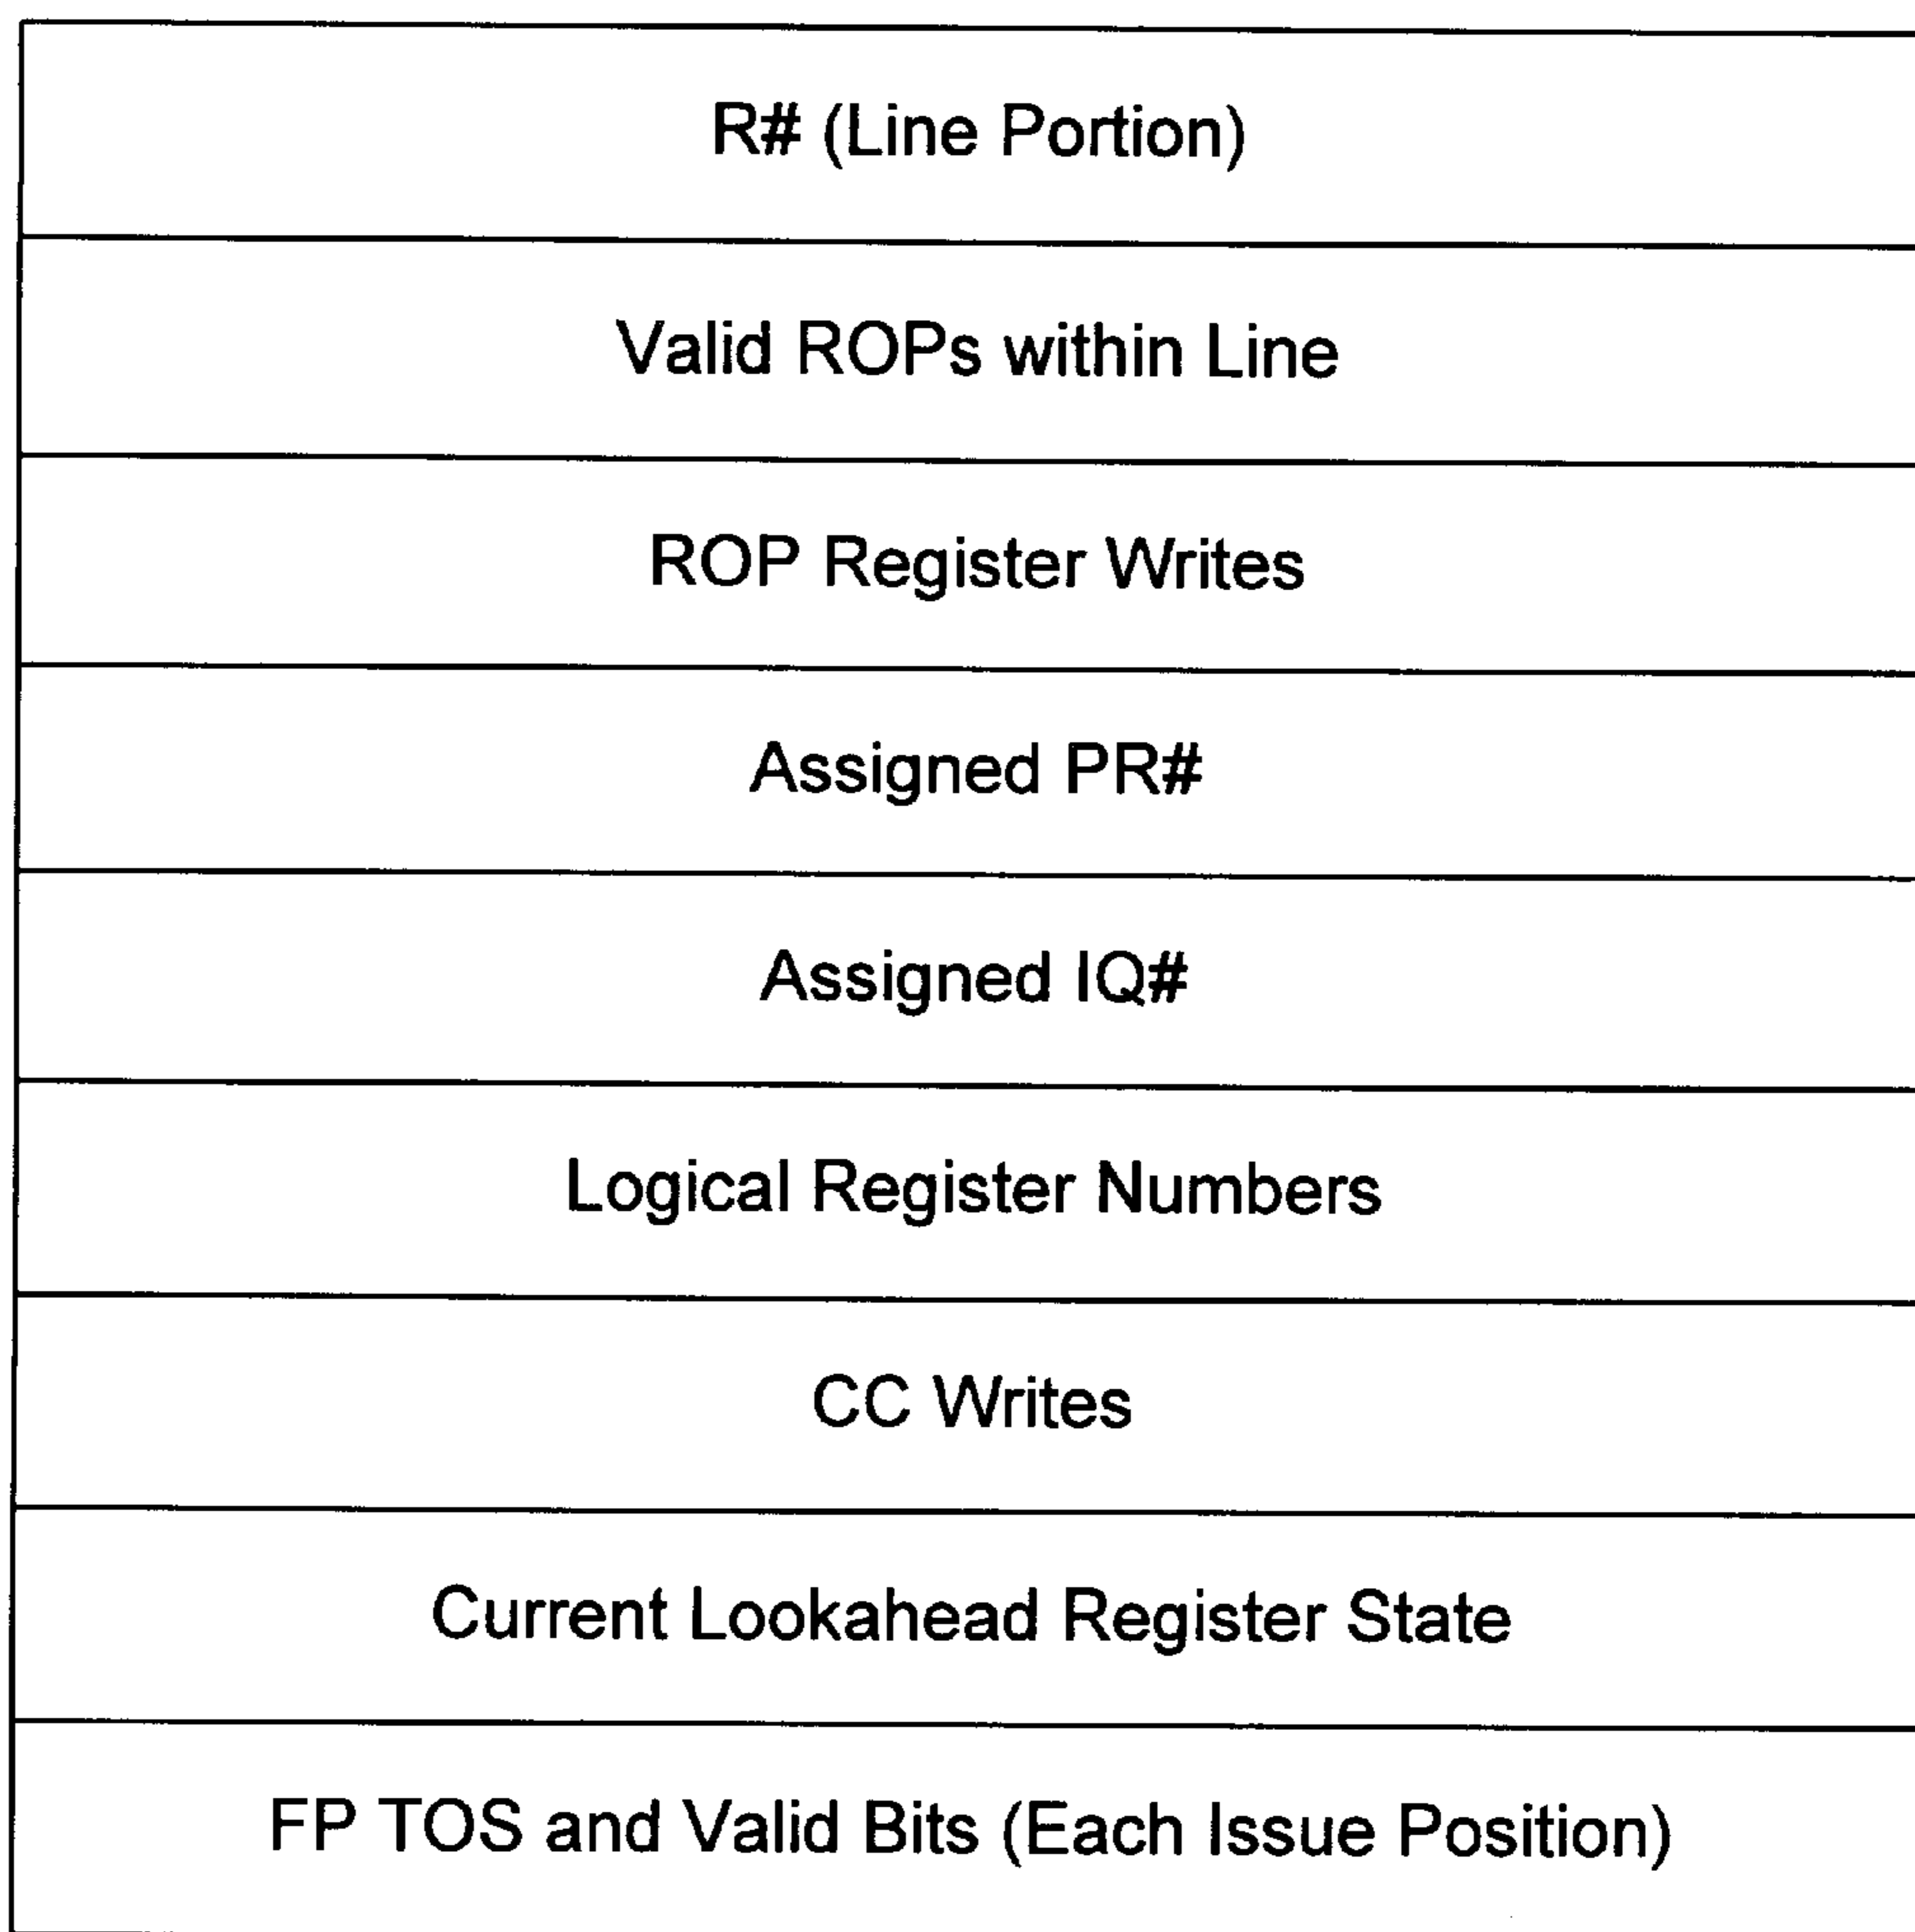 R# (Line Portion)
Valid ROPs within Line
ROP Register Writes
Assigned PR#
Assigned IQ#
Logical Register Numbers
CC Writes
Current Lookahead Register State
FP TOS and Valid Bits (Each Issue Position)